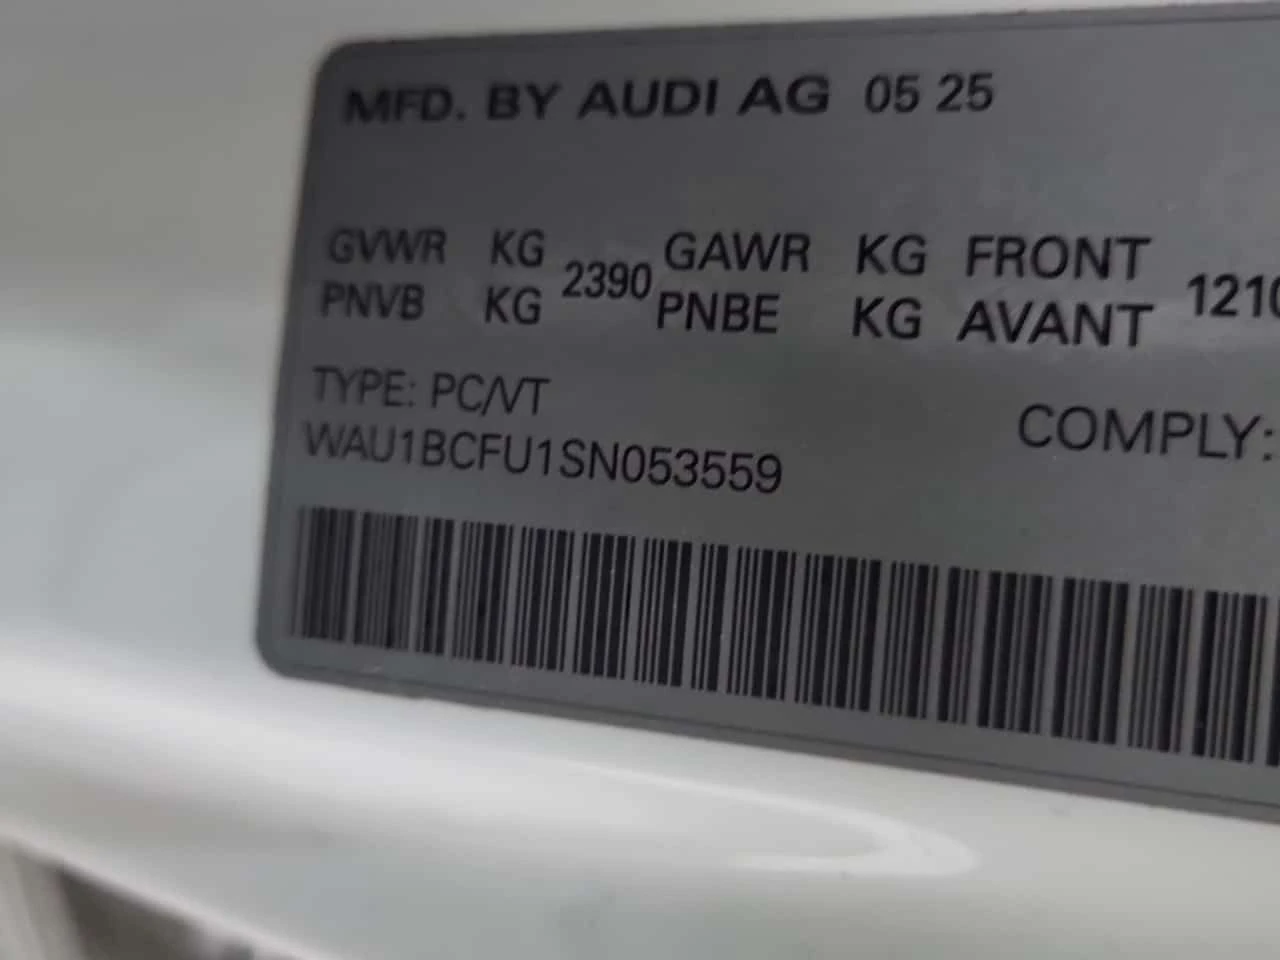 MFD. BY AUDI AG 05 25
GVWR KG 2390 GAWR KG FRONT 1210
PNVB KG PNBE KG AVANT
TYPE: PC/VT
COMPLY:
WAU1BCFU1SN053559